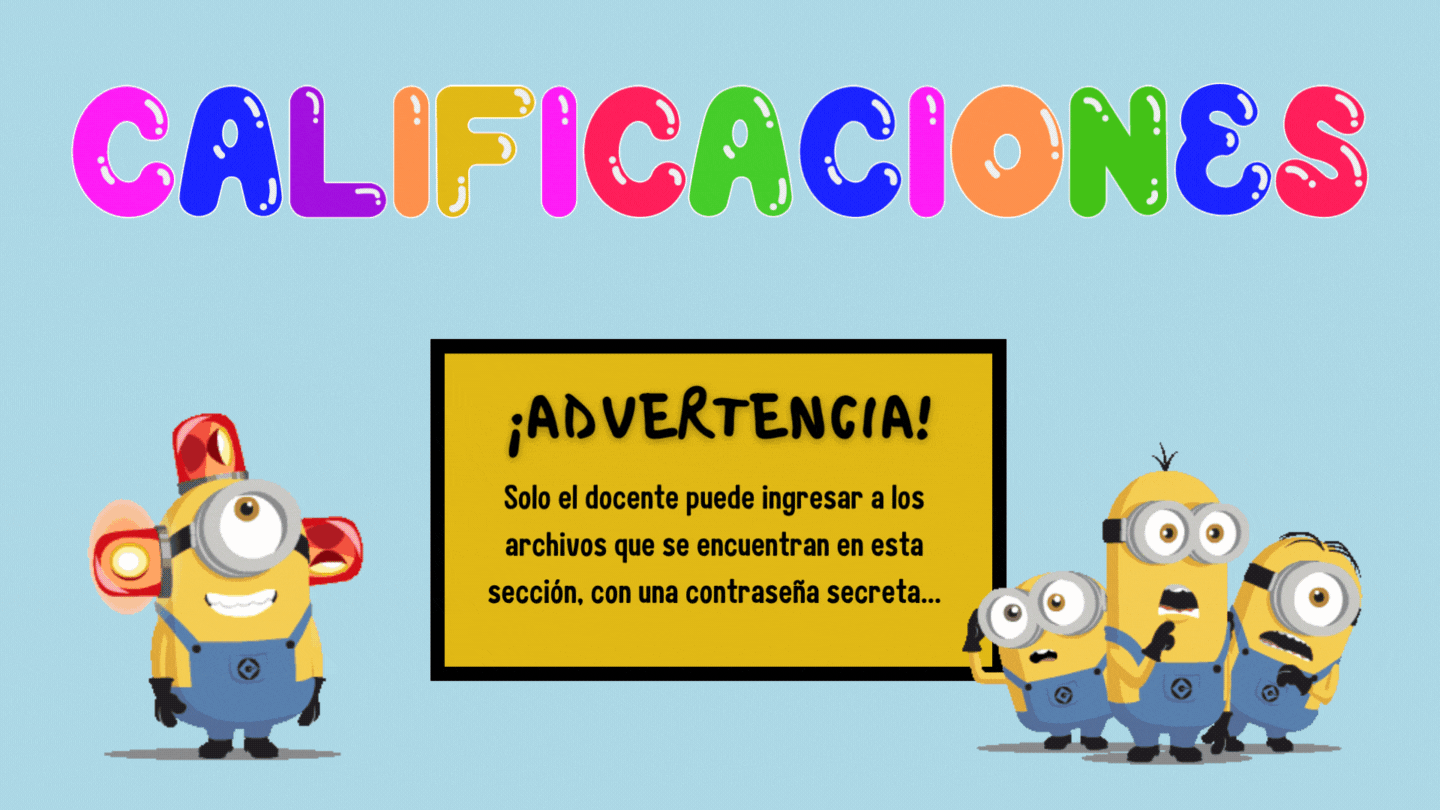 CALIFICACIONES
¡ADVERTENCIA!
Solo el docente puede ingresar a los
archivos que se encuentran en esta
sección, con una contraseña secreta...